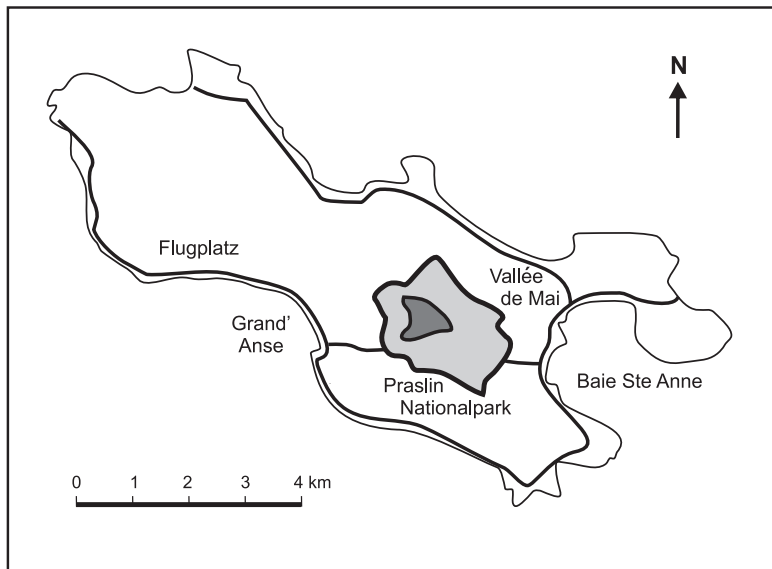 N
Flugplatz
Vallée
de Mai
Grand'
Anse
Baie Ste Anne
Praslin
Nationalpark
0 1 2 3 4 km